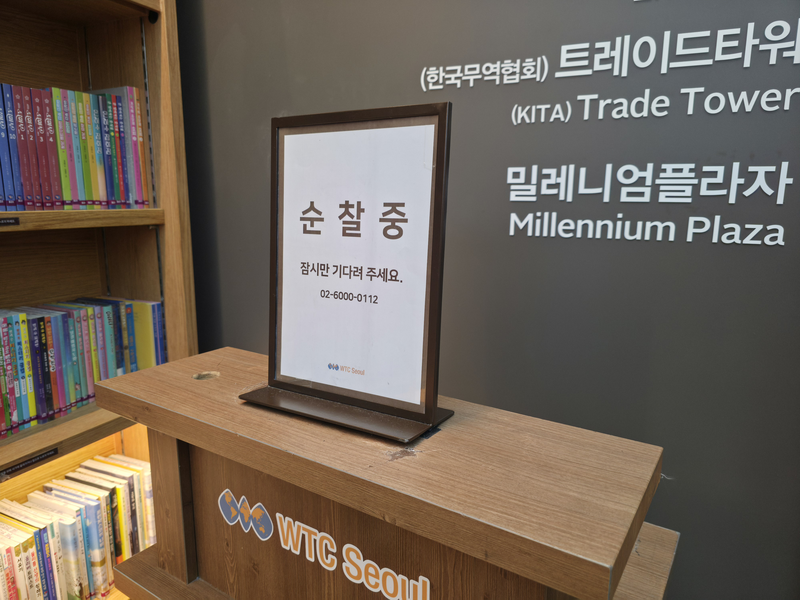 (한국무역협회) 트레이드타워
(KITA) Trade Tower
밀레니엄플라자
Millennium Plaza
순찰중
잠시만 기다려 주세요.
02-6000-0112
WTC Seoul
WTC Seoul